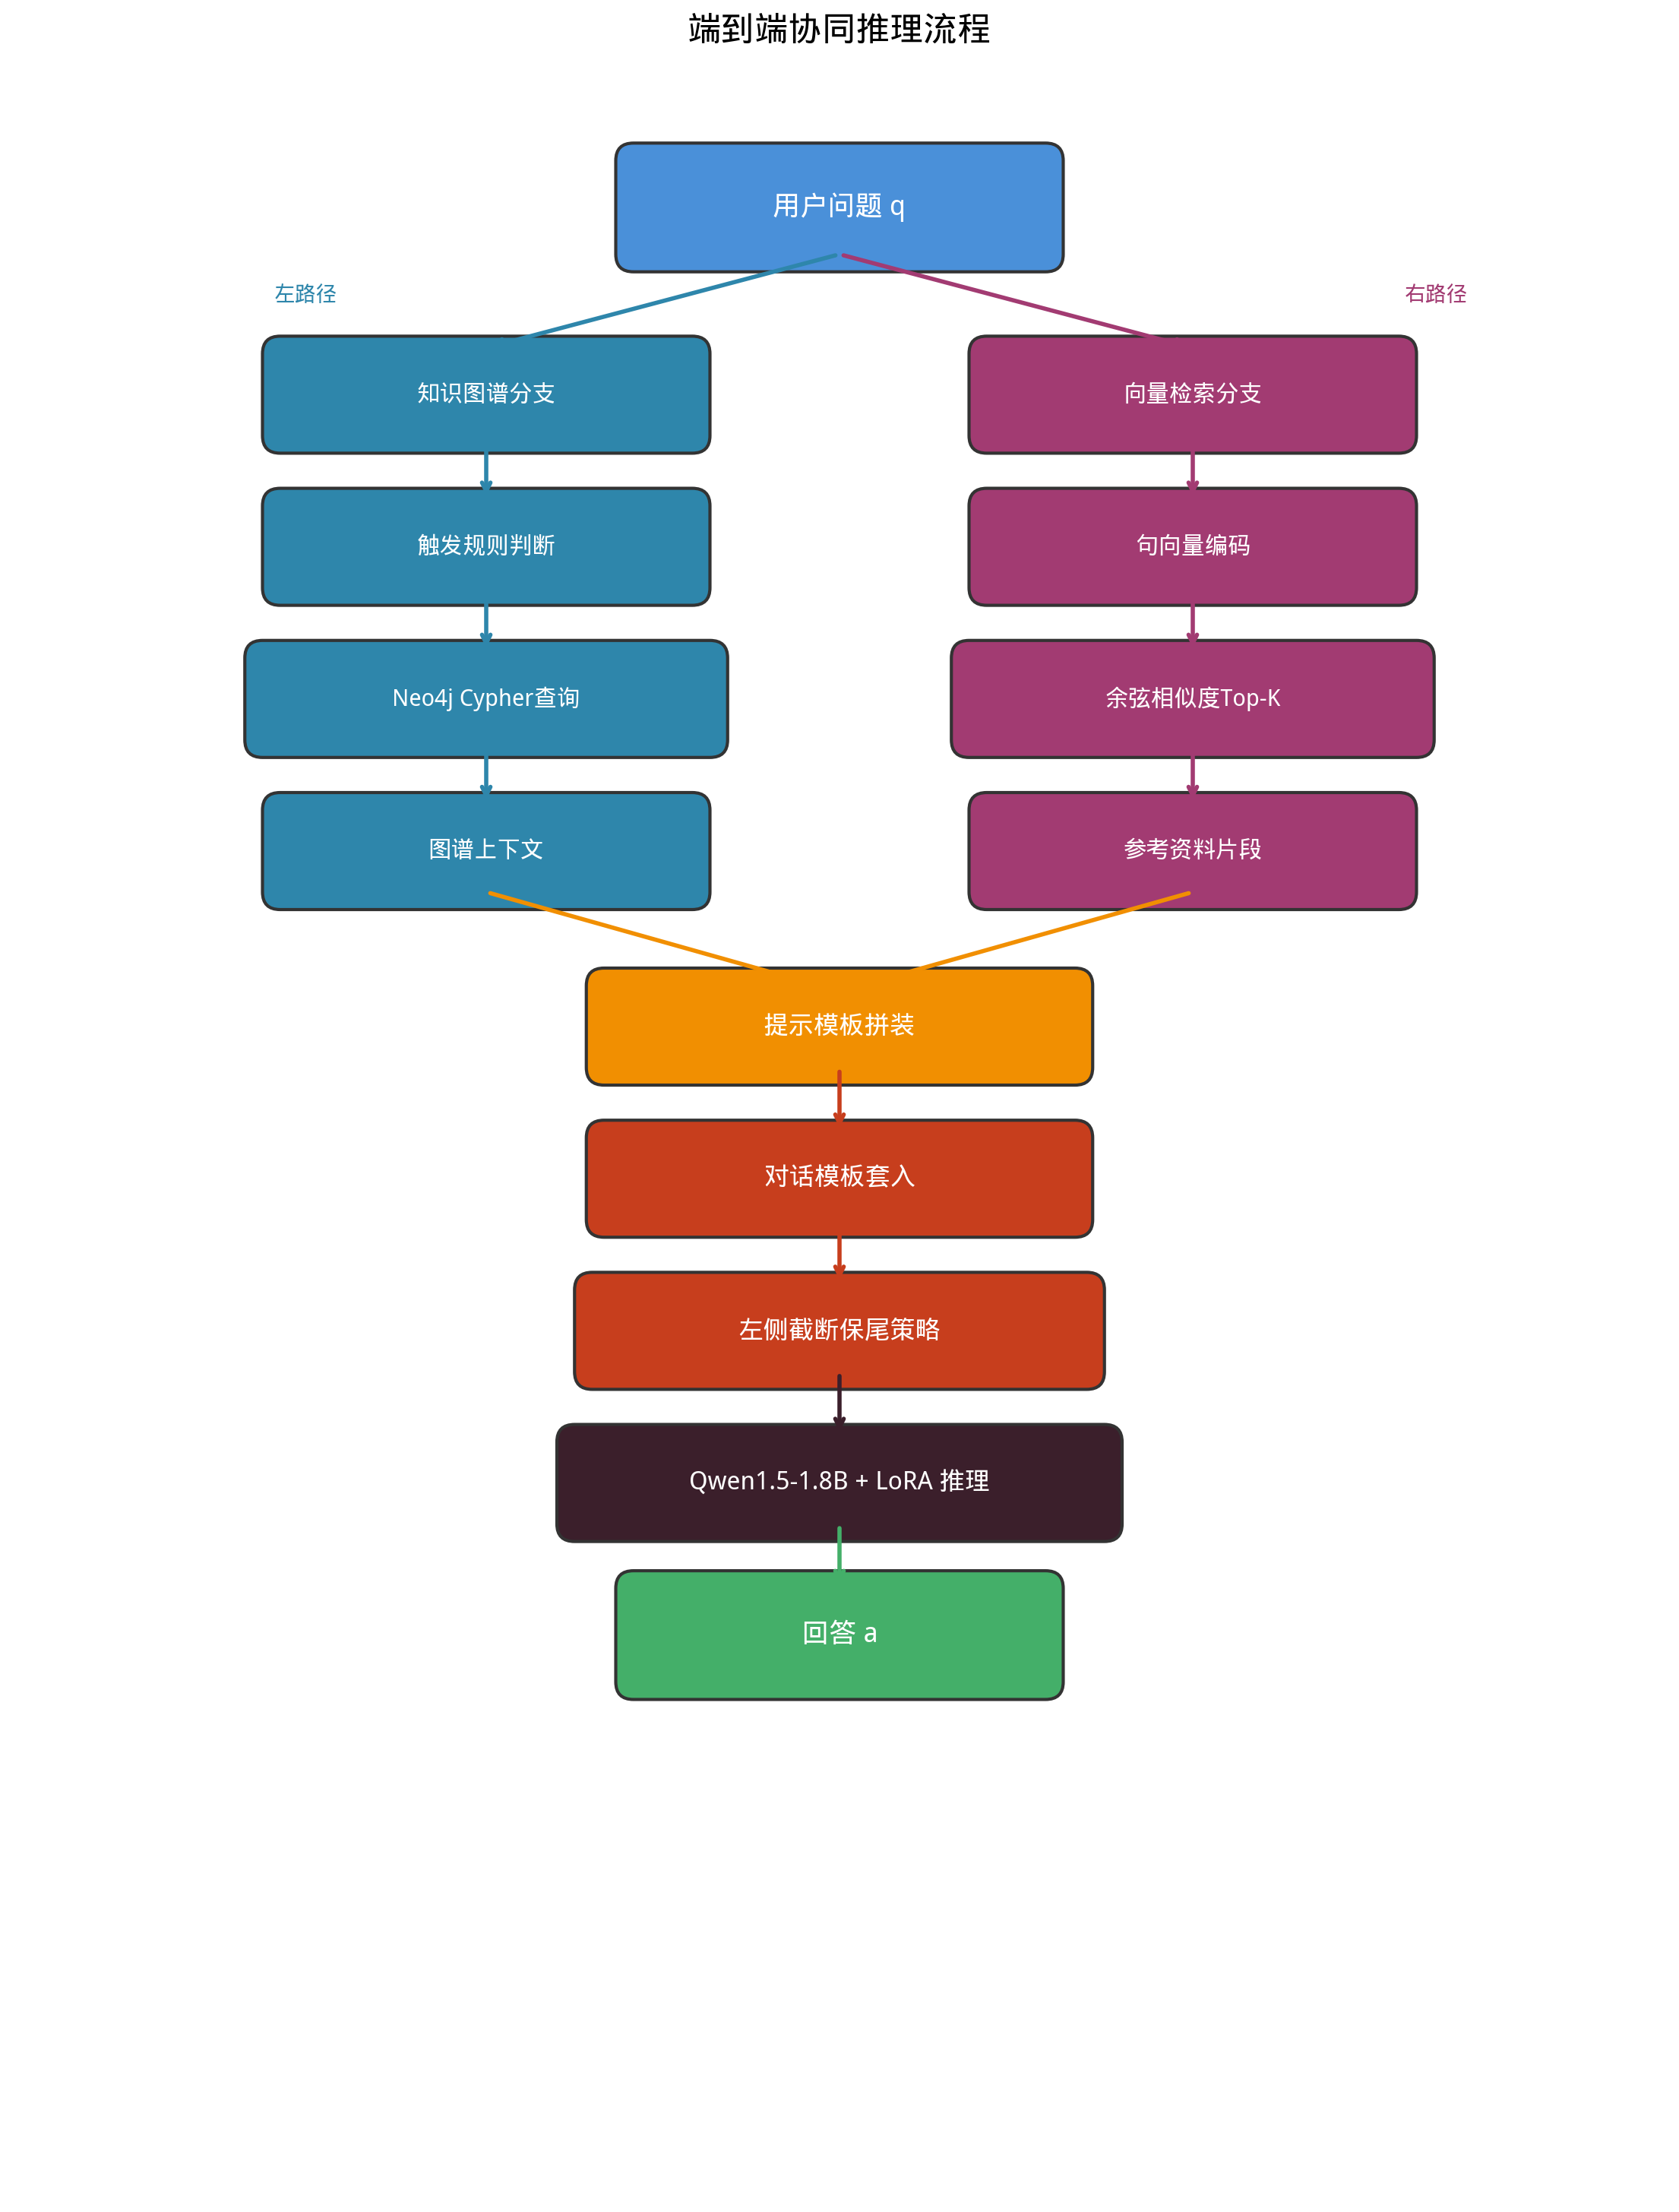 端到端协同推理流程
用户问题 q
左路径
右路径
知识图谱分支
向量检索分支
触发规则判断
句向量编码
Neo4j Cypher查询
余弦相似度Top-K
图谱上下文
参考资料片段
提示模板拼装
对话模板套入
左侧截断保尾策略
Qwen1.5-1.8B + LoRA 推理
回答 a